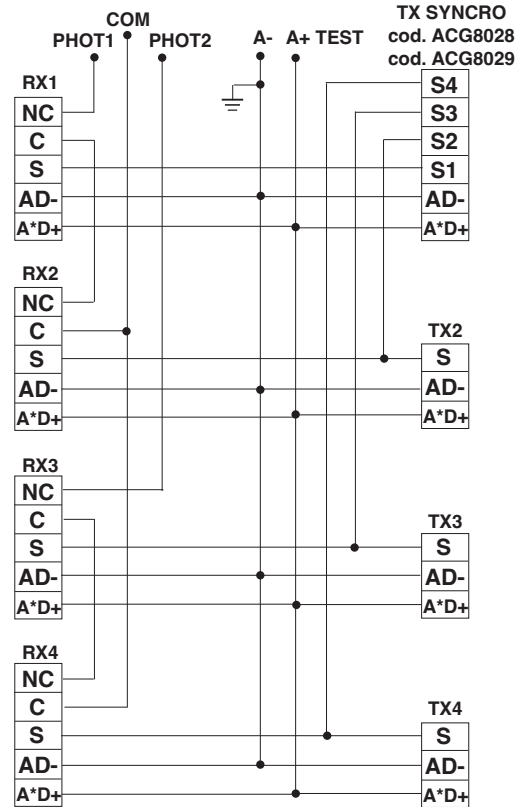 COM
PHOT1 PHOT2 A- A+ TEST
TX SYNCRO
cod. ACG8028
cod. ACG8029
RX1
NC
C
S
AD-
A*D+
S4
S3
S2
S1
AD-
A*D+
RX2
NC
C
S
AD-
A*D+
TX2
S
AD-
A*D+
RX3
NC
C
S
AD-
A*D+
TX3
S
AD-
A*D+
RX4
NC
C
S
AD-
A*D+
TX4
S
AD-
A*D+